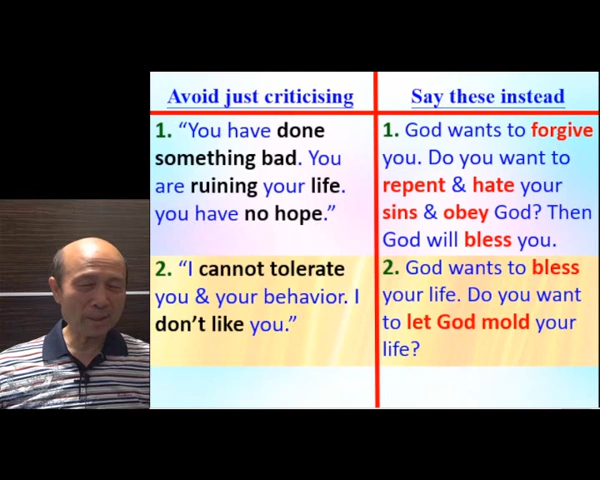 Avoid just criticising
Say these instead
1. “You have done
something bad. You
are ruining your life.
you have no hope.”
1. God wants to forgive
you. Do you want to
repent & hate your
sins & obey God? Then
God will bless you.
2. “I cannot tolerate
you & your behavior. I
don’t like you.”
2. God wants to bless
your life. Do you want
to let God mold your
life?